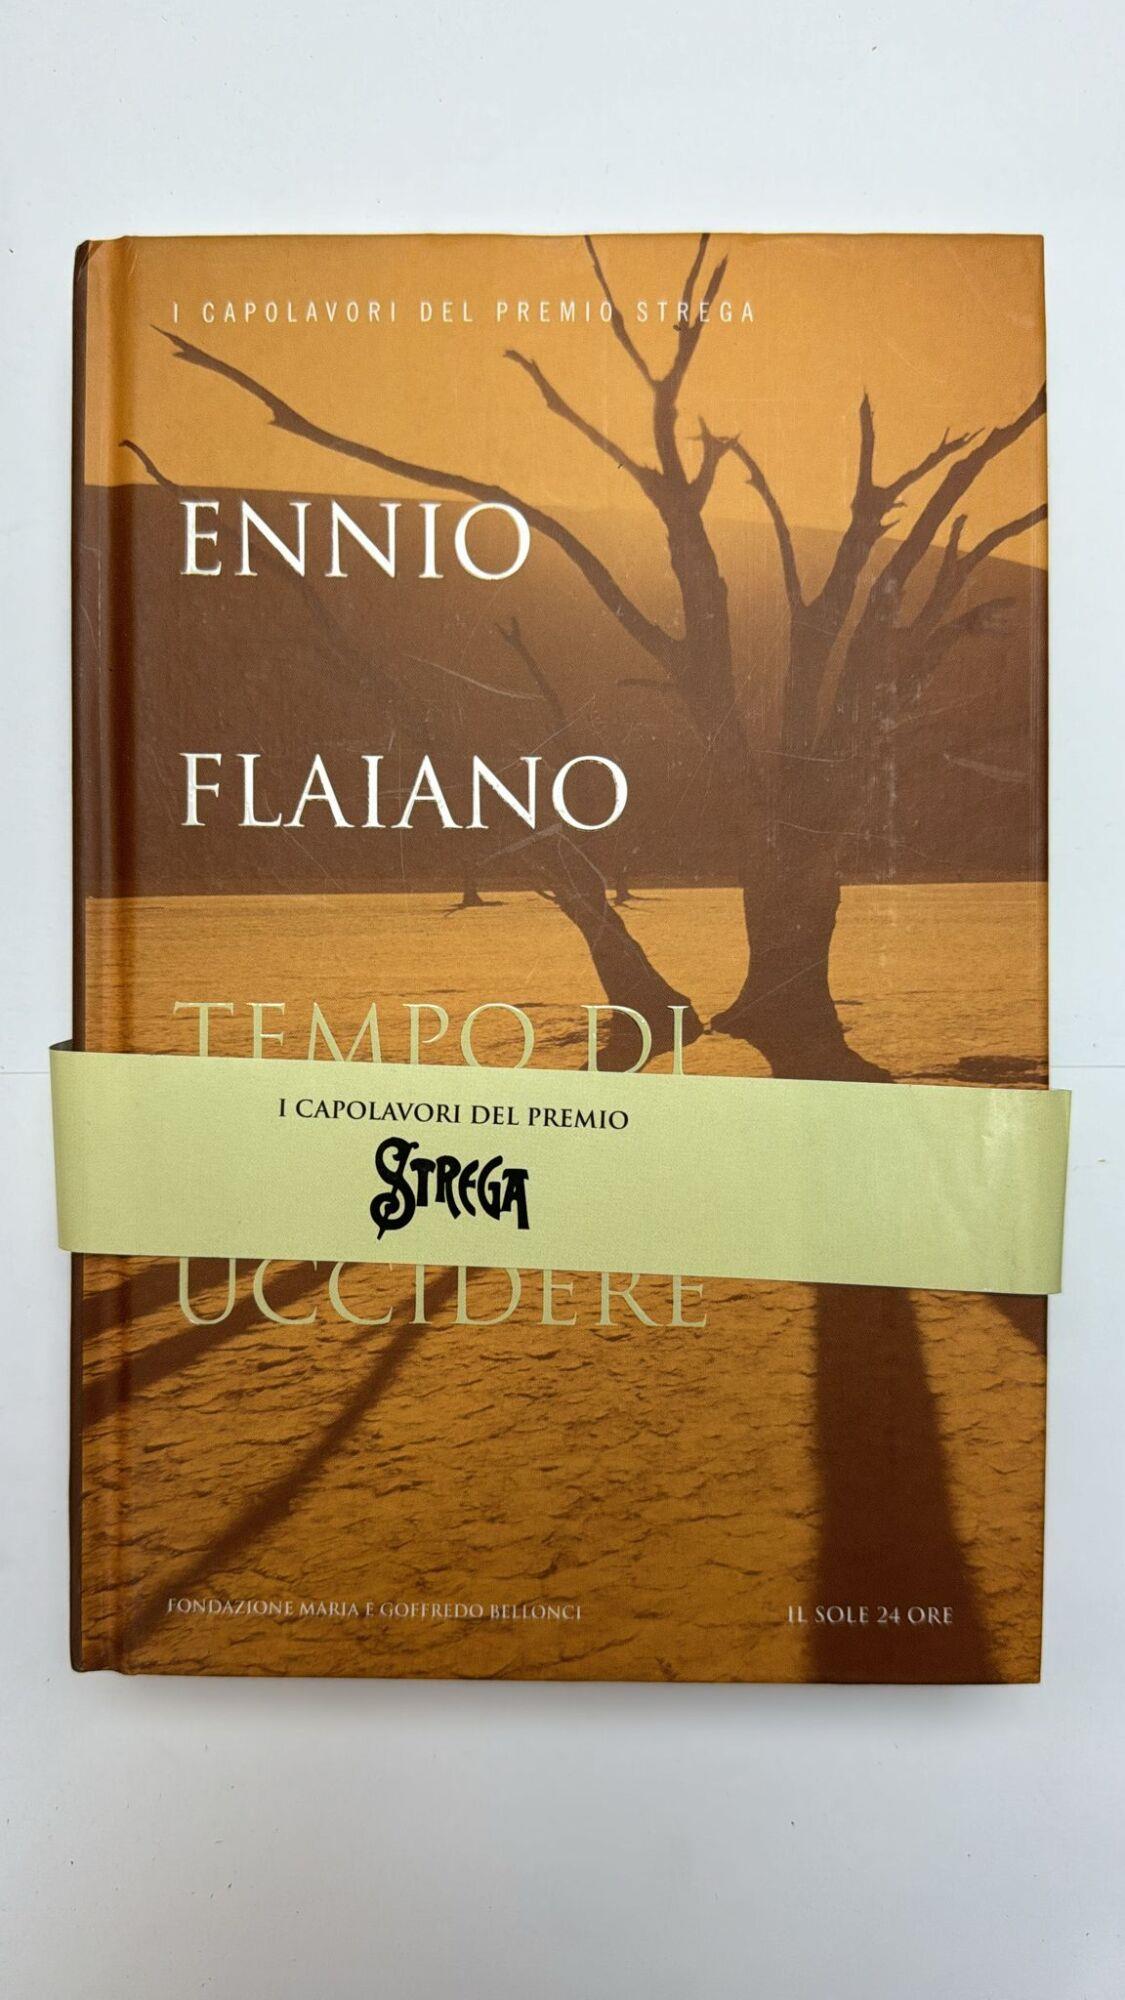 I CAPOLAVORI DEL PREMIO STREGA
ENNIO
FLAIANO
TEMPO DI
I CAPOLAVORI DEL PREMIO
STREGA
UCCIDERE
FONDAZIONE MARIA E GOFFREDO BELLONCI
IL SOLE 24 ORE